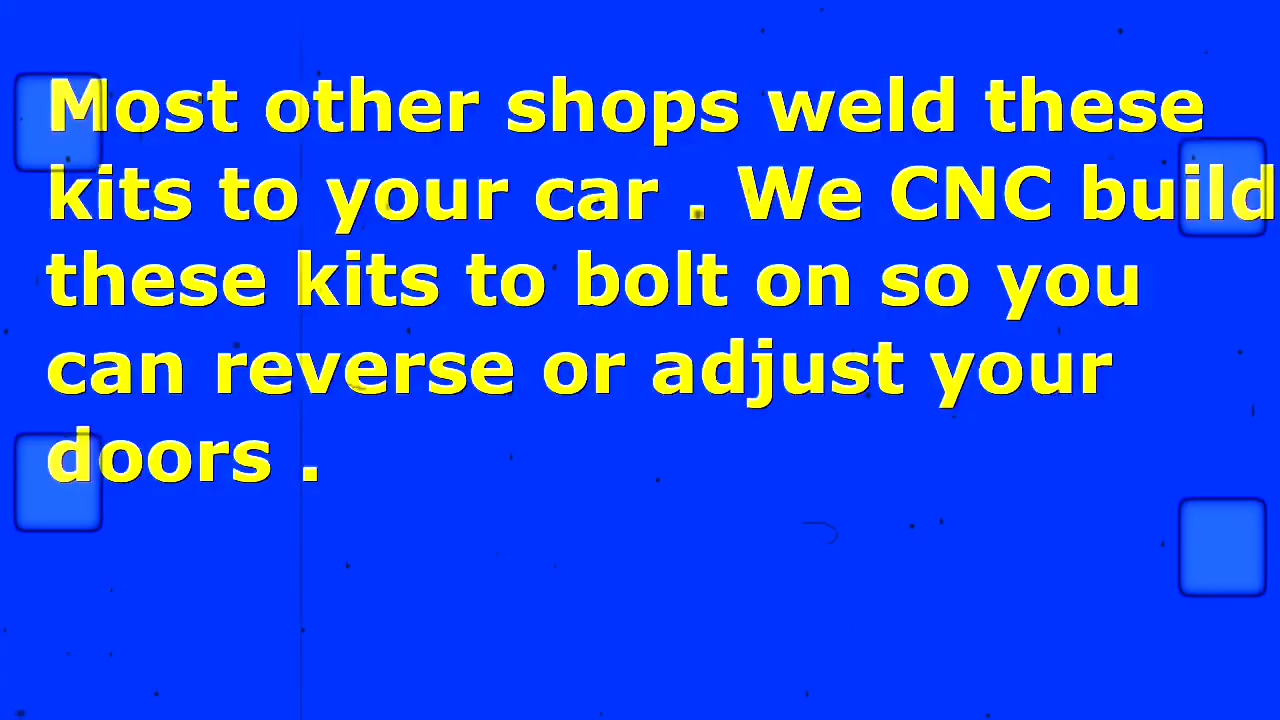 Most other shops weld these
kits to your car . We CNC build
these kits to bolt on so you
can reverse or adjust your
doors .